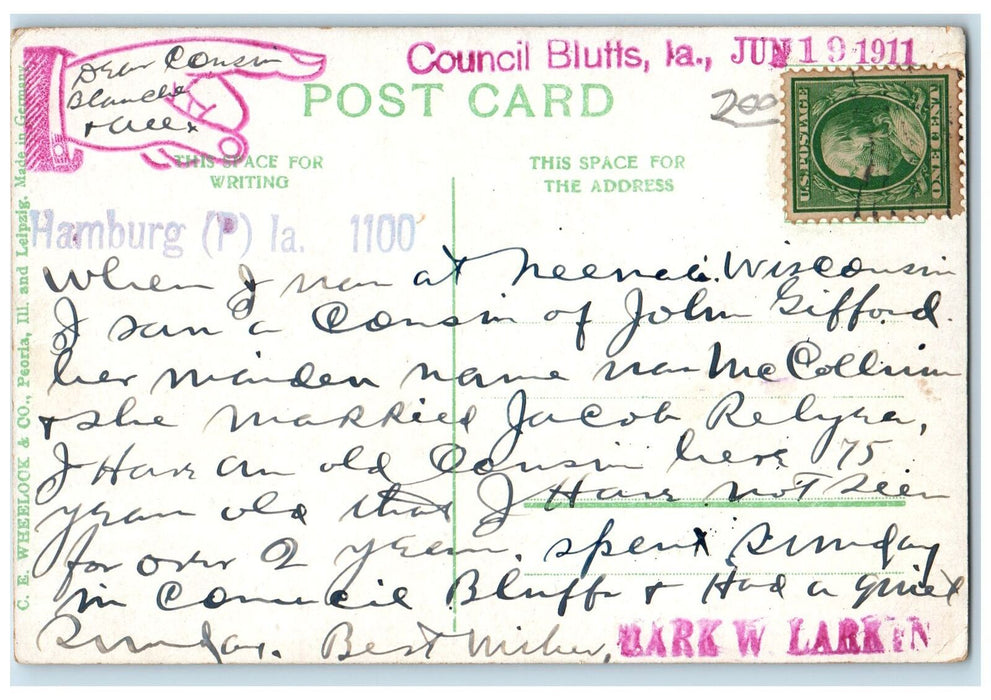 Council Bluffs, Ia., JUN 19 1911
Dear Cousin
Blanche
& All
POST CARD
200
U.S. POSTAGE
ONE CENT
THIS SPACE FOR
WRITING
THIS SPACE FOR
THE ADDRESS
Hamburg (P) Ia. 1100
When I was at Neenah Wisconsin
I saw a Cousin of John Gifford.
her maiden name was McCollum
& she MARRied Jacob Relyea,
I Have an old Cousin here 75
years old that I Have not seen
for over 2 years. spent Sunday
in Council Bluffs & Had a quiet
Sunday. Best Wishes,
MARK W LARKIN
C. E. WHEELOCK & CO., Peoria, Ill. and Leipzig. Made in Germany